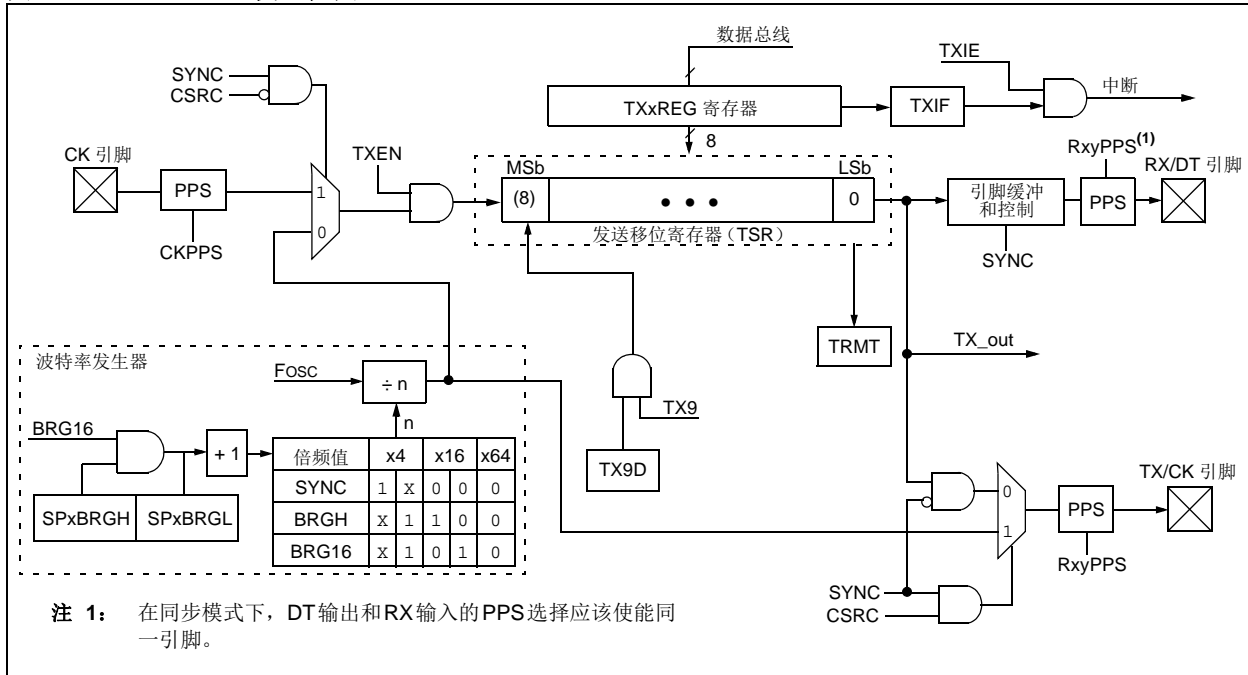 数据总线
TXIE
SYNC
CSRC
中断
TXxREG 寄存器
TXIF
8
CK 引脚
TXEN
MSb
LSb
RxyPPS(1)
RX/DT 引脚
PPS
1
(8)
• • •
0
引脚缓冲
和控制
PPS
0
发送移位寄存器(TSR)
CKPPS
SYNC
TRMT
TX_out
波特率发生器
FOSC
÷ n
n
TX9
BRG16
+ 1
倍频值 x4 x16 x64
SYNC 1 X 0 0 0
BRGH X 1 1 0 0
BRG16 X 1 0 1 0
SPxBRGH SPxBRGL
TX9D
TX/CK 引脚
0
PPS
1
RxyPPS
SYNC
CSRC
注 1: 在同步模式下,DT输出和RX输入的PPS选择应该使能同
一引脚。